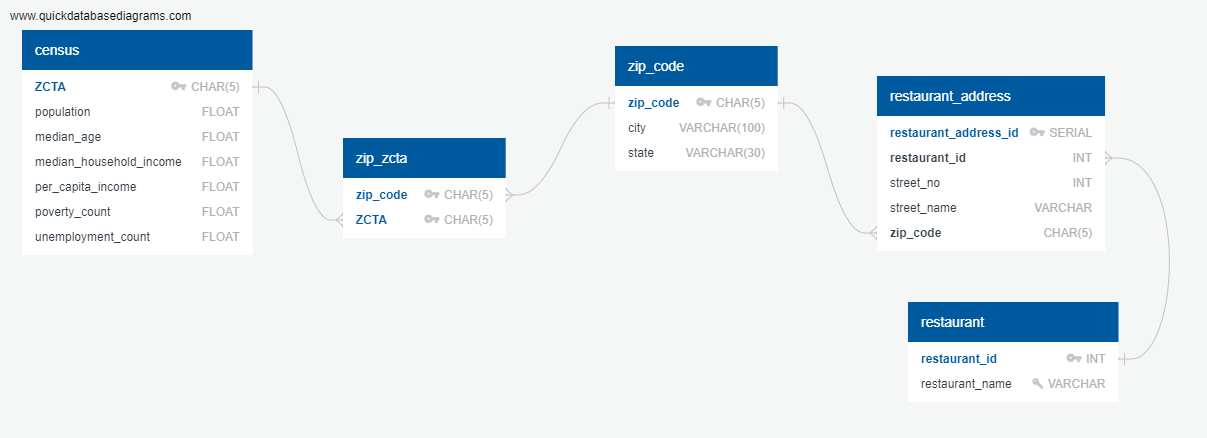 www.quickdatabasediagrams.com
census
ZCTA CHAR(5)
population FLOAT
median_age FLOAT
median_household_income FLOAT
per_capita_income FLOAT
poverty_count FLOAT
unemployment_count FLOAT
zip_zcta
zip_code CHAR(5)
ZCTA CHAR(5)
zip_code
zip_code CHAR(5)
city VARCHAR(100)
state VARCHAR(30)
restaurant_address
restaurant_address_id SERIAL
restaurant_id INT
street_no INT
street_name VARCHAR
zip_code CHAR(5)
restaurant
restaurant_id INT
restaurant_name VARCHAR